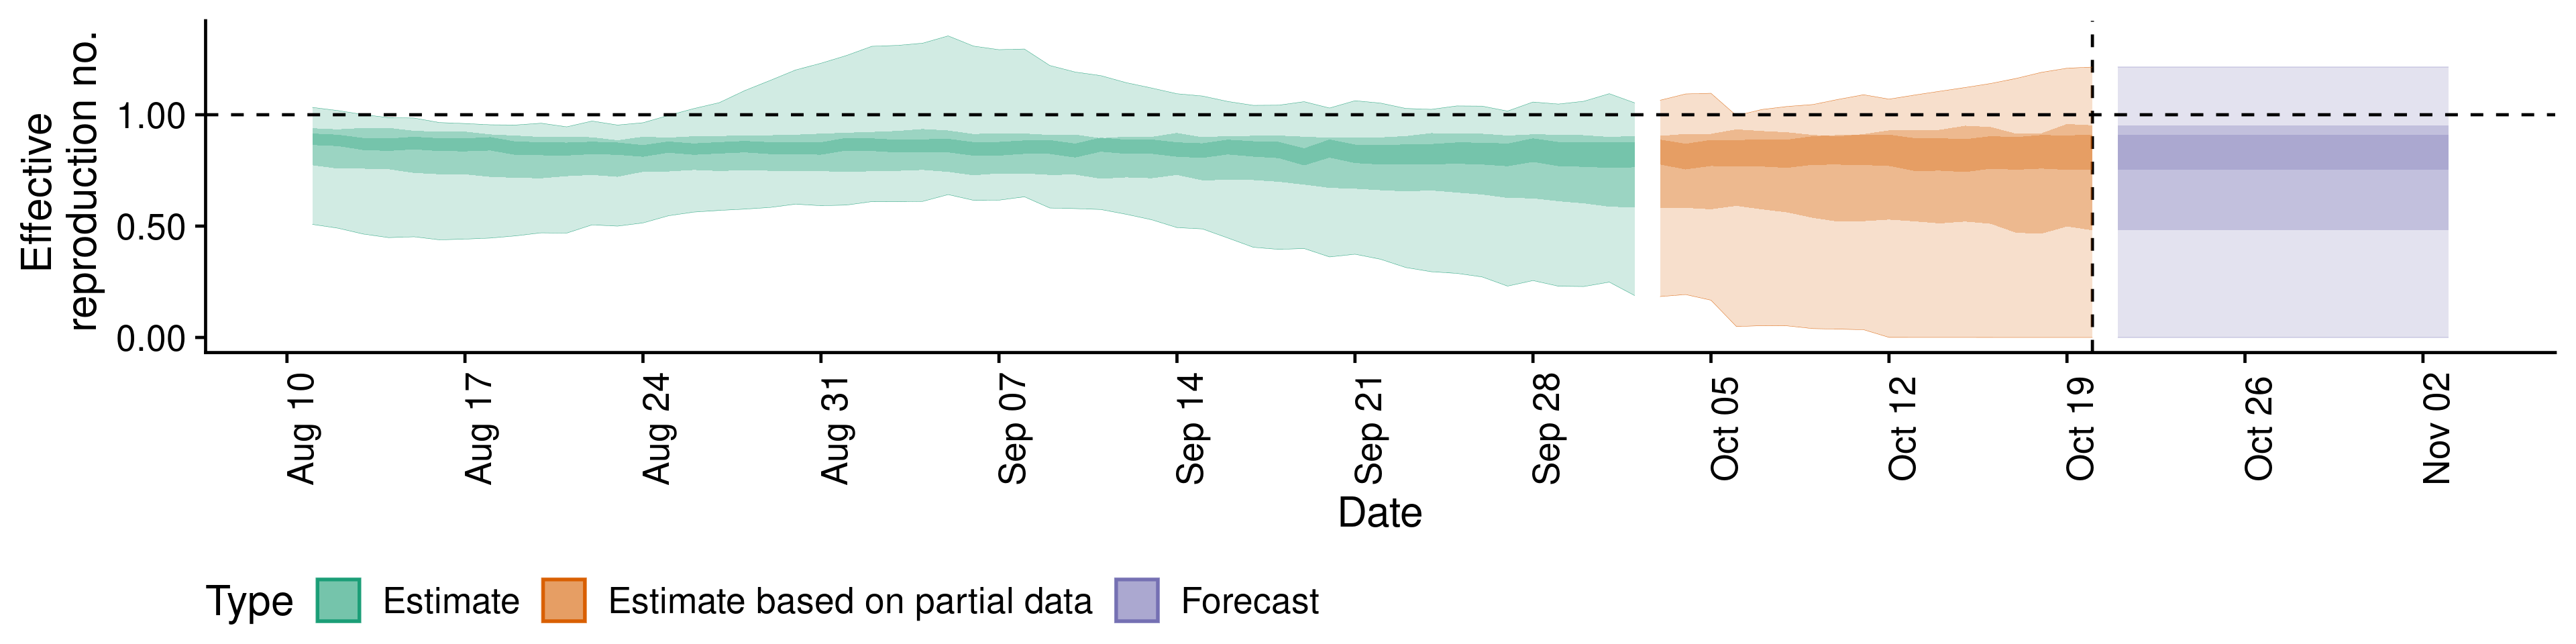 Effective
reproduction no.
1.00
0.50
0.00
Aug 10
Aug 17
Aug 24
Aug 31
Sep 07
Sep 14
Sep 21
Sep 28
Oct 05
Oct 12
Oct 19
Oct 26
Nov 02
Date
Type Estimate Estimate based on partial data Forecast